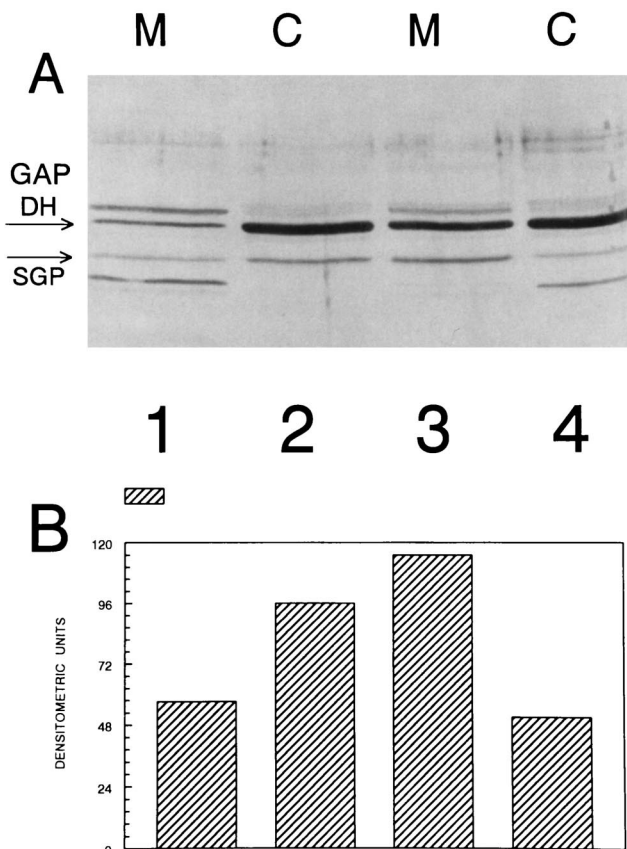 M C M C
A
GAP
DH
SGP
1 2 3 4
B
120
96
72
48
24
DENSITOMETRIC UNITS